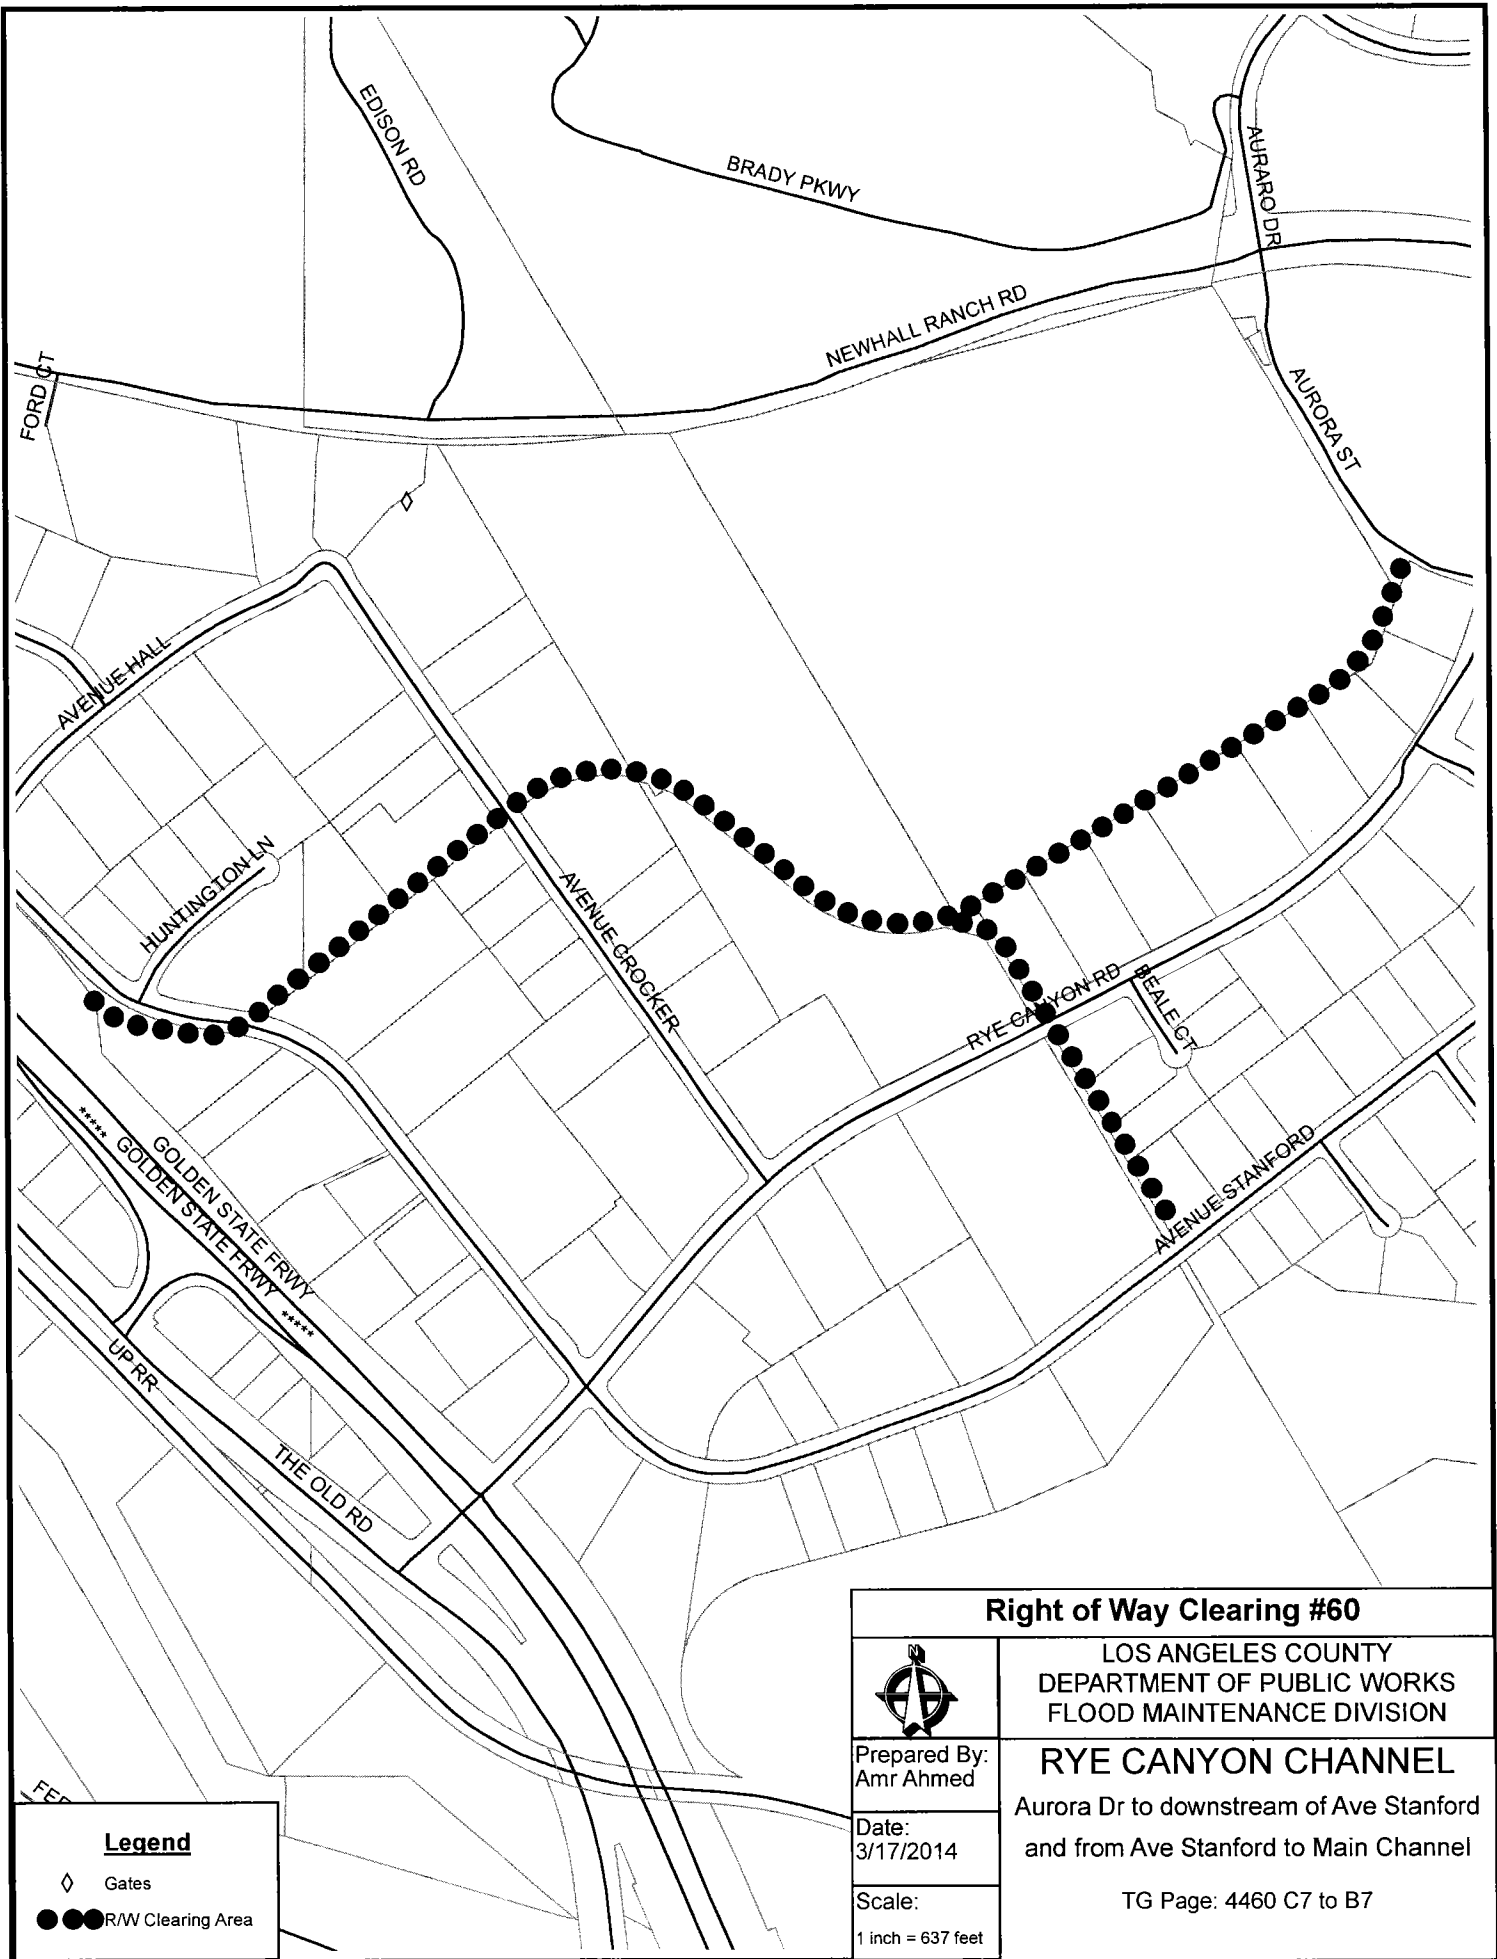 EDISON RD
BRADY PKWY
AURARO DR
NEWHALL RANCH RD
FORD CT
AURORA ST
AVENUE HALL
HUNTINGTON LN
AVENUE CROCKER
RYE CANYON RD
BEALE CT
AVENUE STANFORD
***** GOLDEN STATE FRWY *****
GOLDEN STATE FRWY
UP RR
THE OLD RD
Right of Way Clearing #60
N
LOS ANGELES COUNTY
DEPARTMENT OF PUBLIC WORKS
FLOOD MAINTENANCE DIVISION
Prepared By:
Amr Ahmed
Date:
3/17/2014
Scale:
1 inch = 637 feet
RYE CANYON CHANNEL
Aurora Dr to downstream of Ave Stanford
and from Ave Stanford to Main Channel
TG Page: 4460 C7 to B7
Legend
Gates
R/W Clearing Area